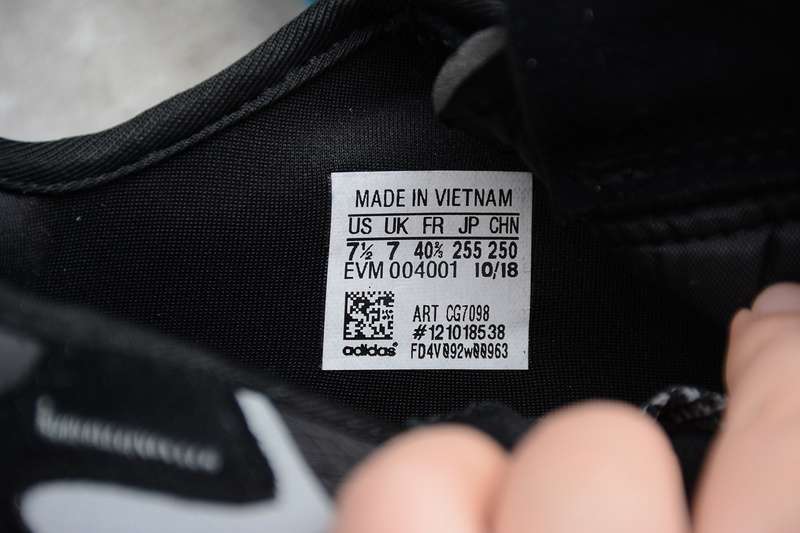 MADE IN VIETNAM
US UK FR JP CHN
7½ 7 40⅔ 255 250
EVM 004001 10/18
ART CG7098
#121018538
adidas FD4V092w00963